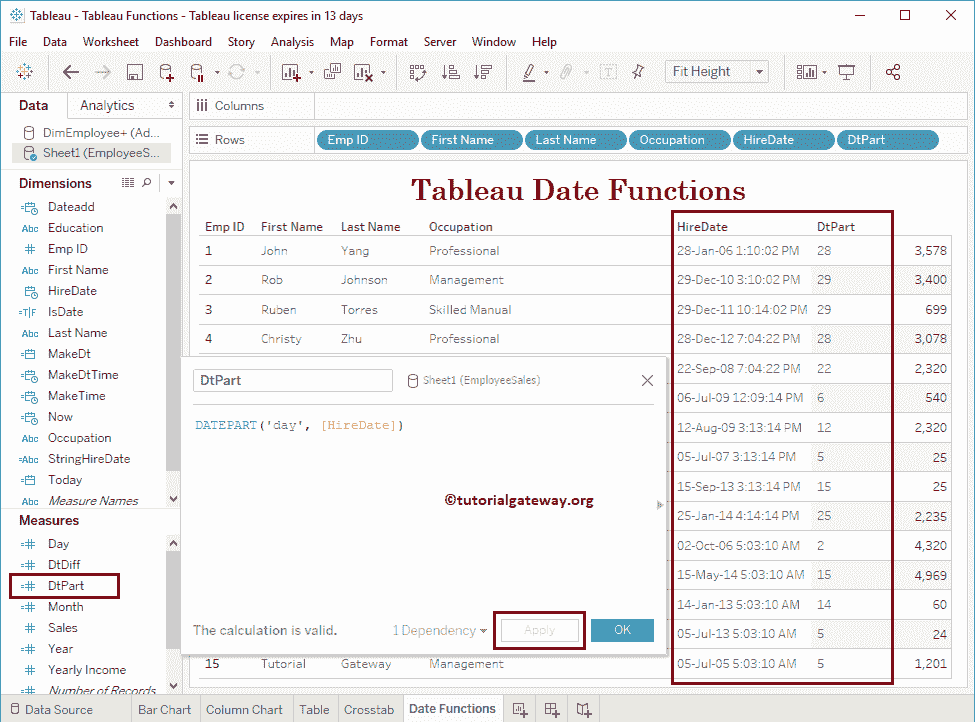 Tableau - Tableau Functions - Tableau license expires in 13 days
File Data Worksheet Dashboard Story Analysis Map Format Server Window Help
Fit Height
Data Analytics
Columns
DimEmployee+ (Ad...
Sheet1 (EmployeeS...
Rows Emp ID First Name Last Name Occupation HireDate DtPart
Dimensions
Dateadd
Abc Education
Emp ID
Abc First Name
HireDate
=T|F IsDate
Abc Last Name
MakeDt
MakeDtTime
MakeTime
Now
Abc Occupation
=Abc StringHireDate
Today
Abc Measure Names
Measures
=# Day
=# DtDiff
=# DtPart
=# Month
# Sales
=# Year
# Yearly Income
=# Number of Records
Tableau Date Functions
Emp ID First Name Last Name Occupation HireDate DtPart
1 John Yang Professional 28-Jan-06 1:10:02 PM 28 3,578
2 Rob Johnson Management 29-Dec-10 3:10:02 PM 29 3,400
3 Ruben Torres Skilled Manual 29-Dec-11 10:14:02 PM 29 699
4 Christy Zhu Professional 28-Dec-12 7:04:22 PM 28 3,078
22-Sep-08 7:04:22 PM 22 2,320
06-Jul-09 12:09:14 PM 6 540
12-Aug-09 3:13:14 PM 12 2,320
05-Jul-07 3:13:14 PM 5 25
15-Sep-13 3:13:14 PM 15 25
25-Jan-14 4:14:14 PM 25 2,235
02-Oct-06 5:03:10 AM 2 4,320
15-May-14 5:03:10 AM 15 4,969
14-Jan-13 5:03:10 AM 14 60
05-Jul-13 5:03:10 AM 5 24
15 Tutorial Gateway Management 05-Jul-05 5:03:10 AM 5 1,201
DtPart Sheet1 (EmployeeSales)
DATEPART('day', [HireDate])
©tutorialgateway.org
The calculation is valid. 1 Dependency Apply OK
Data Source Bar Chart Column Chart Table Crosstab Date Functions